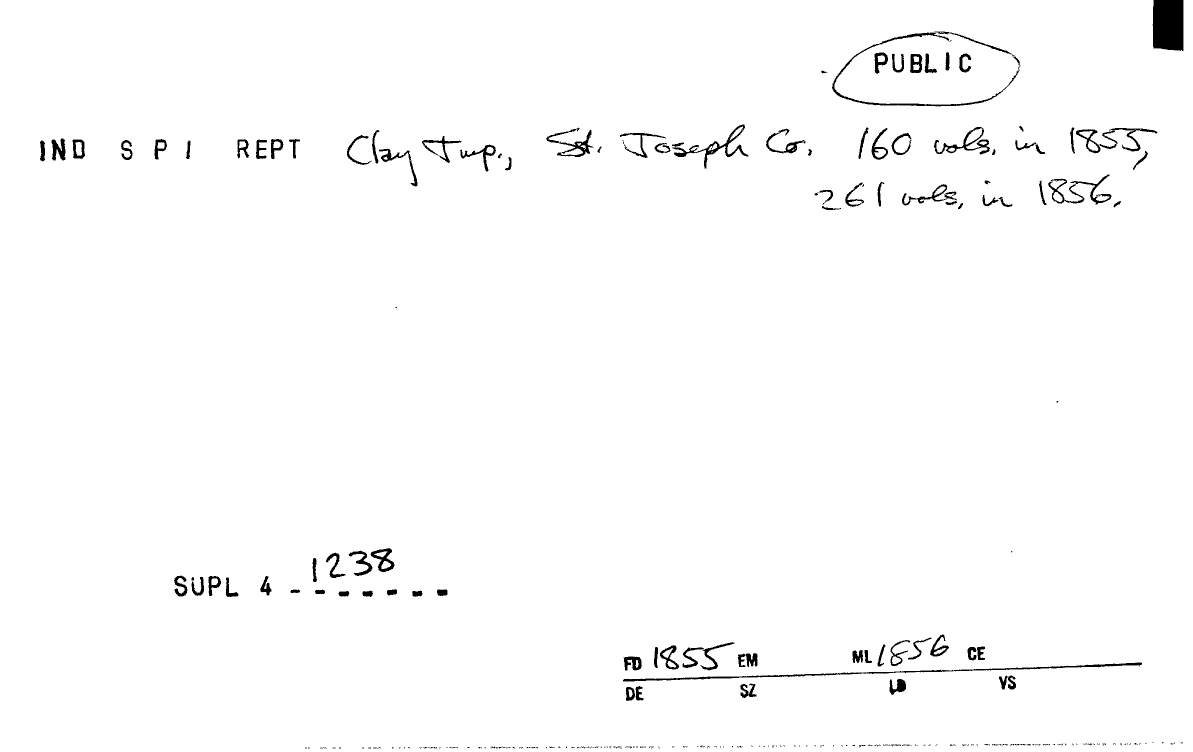 PUBLIC
IND S P I REPT Clay Twp., St. Joseph Co. 160 vols. in 1855,
261 vols. in 1856.
1238
SUPL 4 - - - - - - -
FD 1855 EM ML 1856 CE
DE SZ LD VS